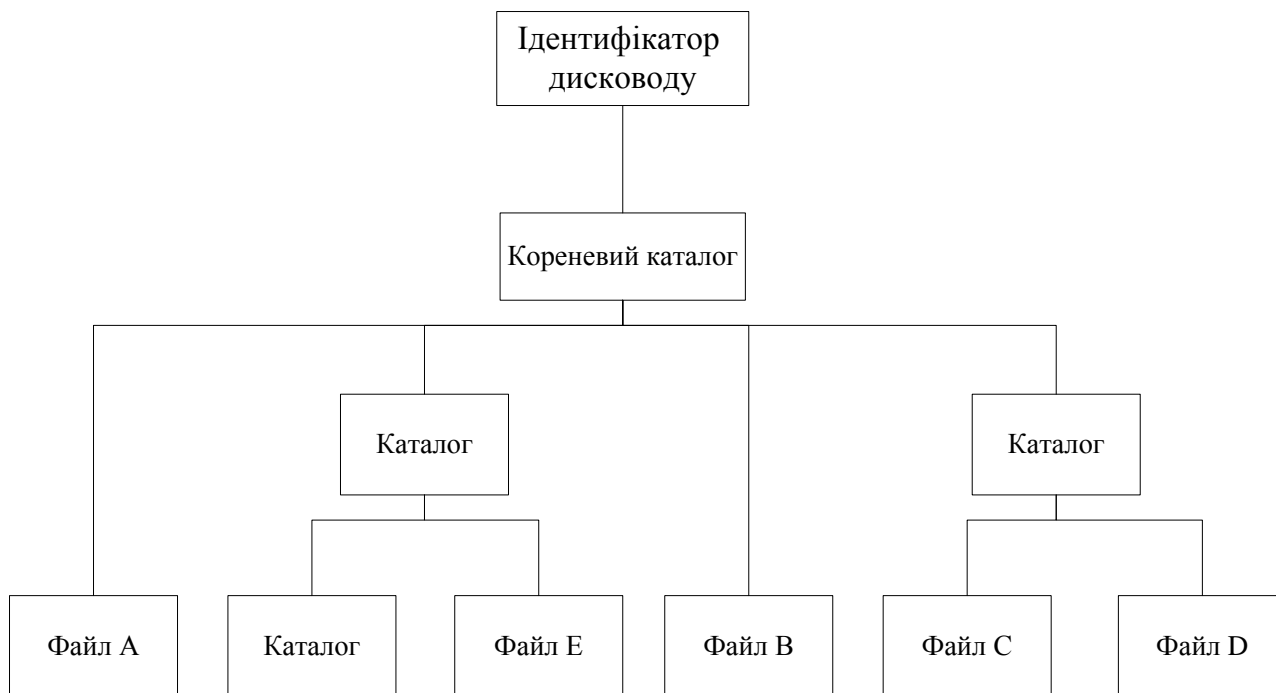 Ідентифікатор
дисководу
Кореневий каталог
Каталог
Каталог
Файл A
Каталог
Файл E
Файл B
Файл C
Файл D